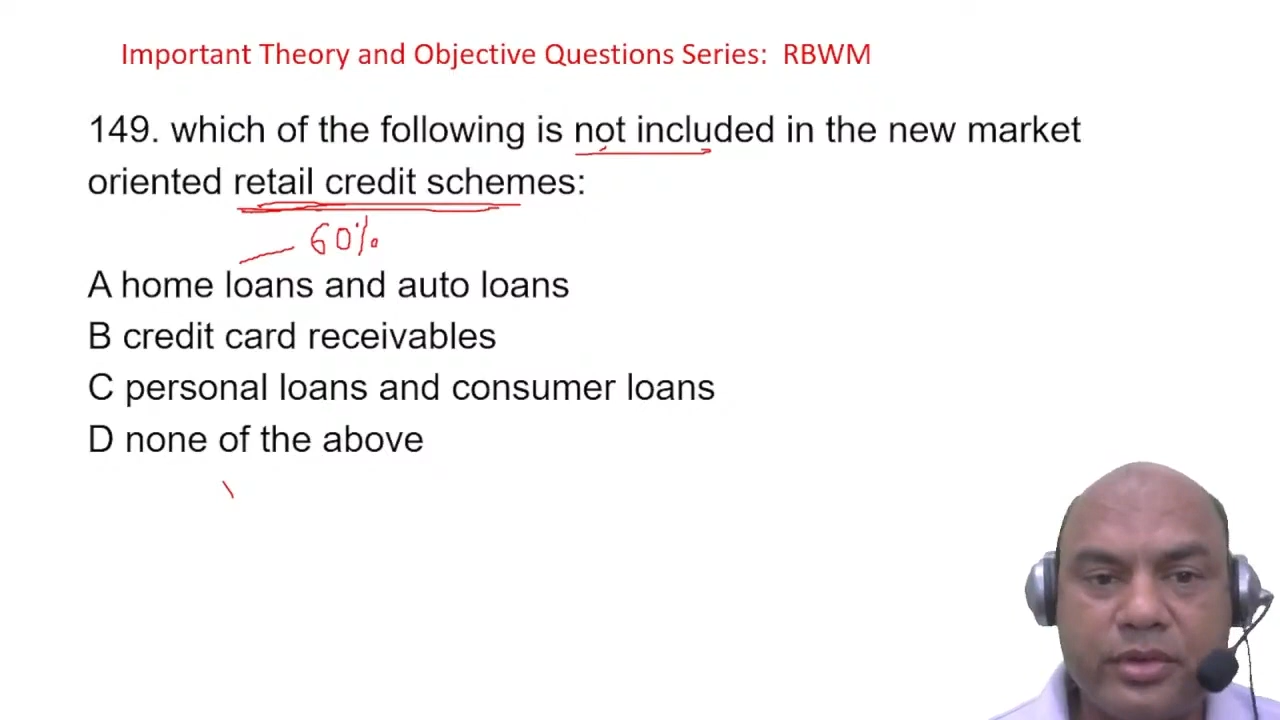 Important Theory and Objective Questions Series: RBWM
149. which of the following is not included in the new market
oriented retail credit schemes:
60%
A home loans and auto loans
B credit card receivables
C personal loans and consumer loans
D none of the above